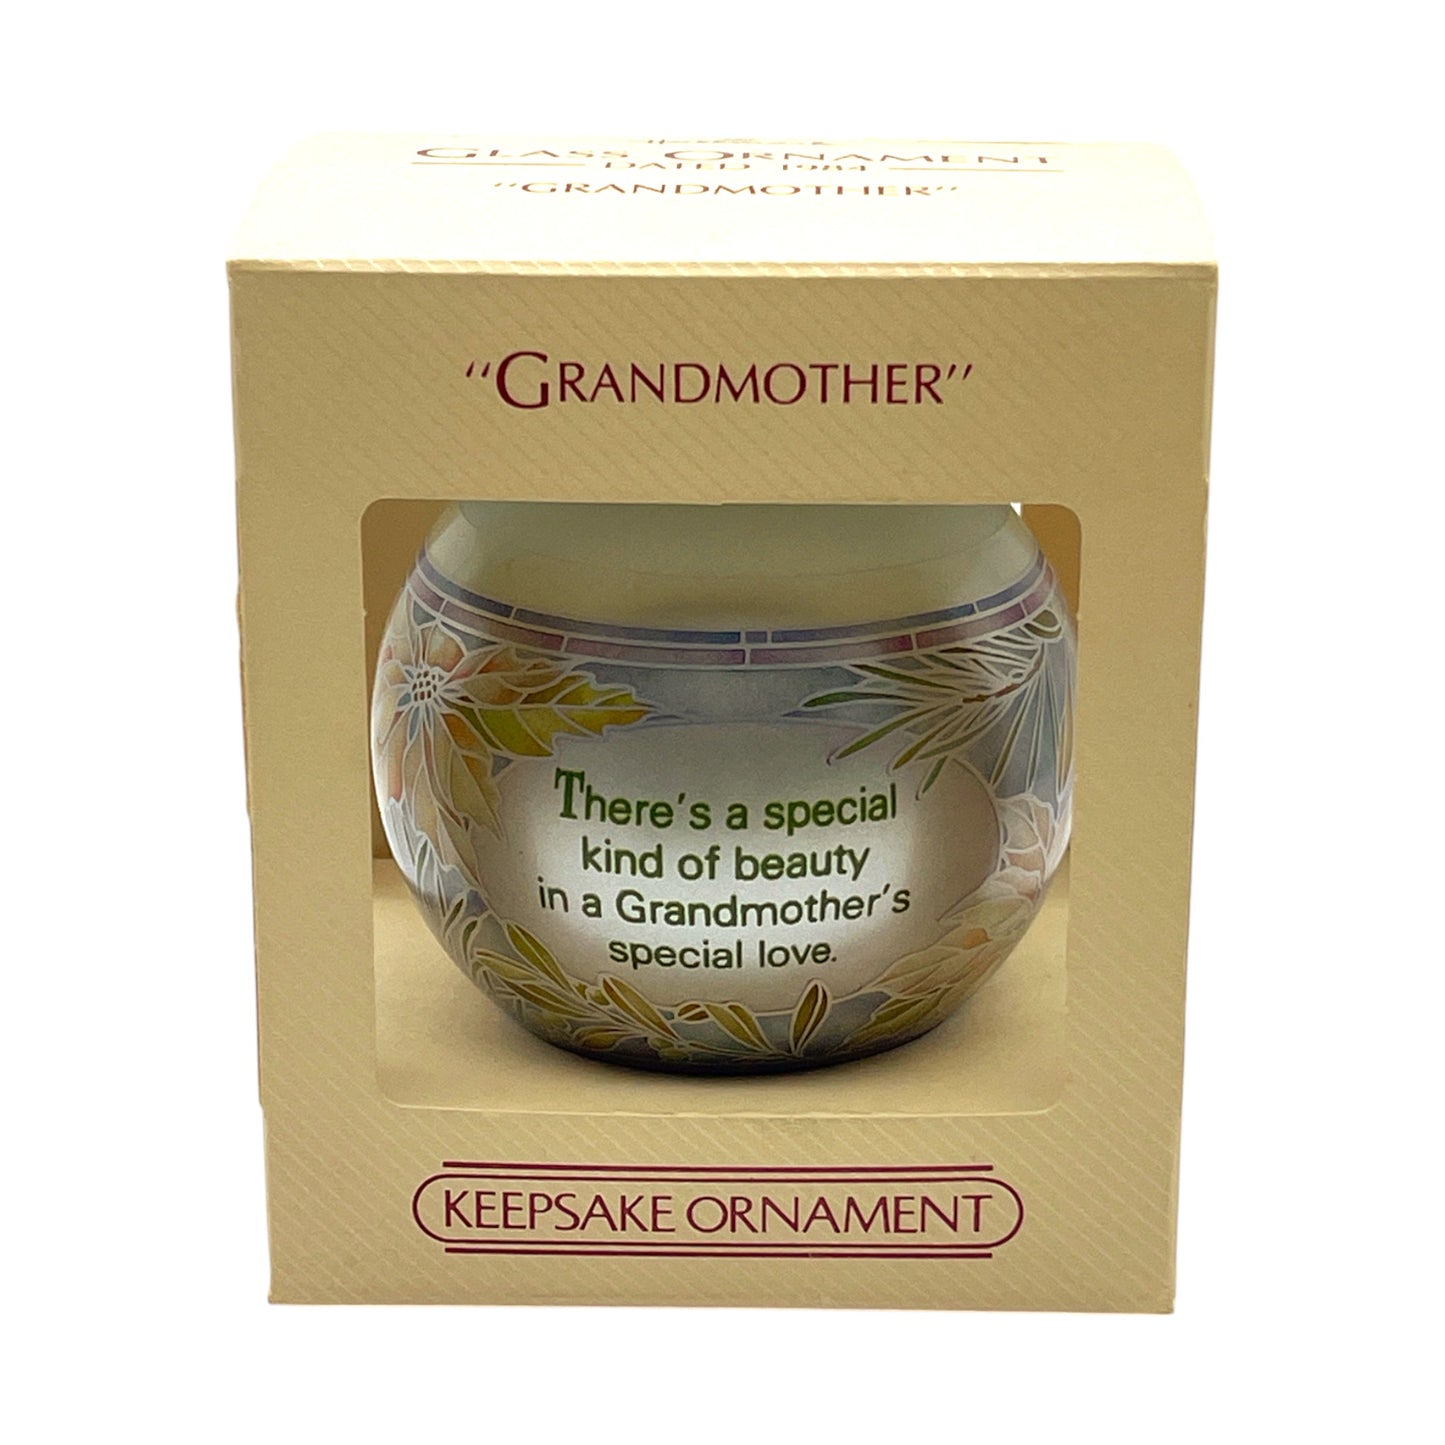 GLASS ORNAMENT
DATED 1984
"GRANDMOTHER"
"GRANDMOTHER"
There's a special
kind of beauty
in a Grandmother's
special love.
KEEPSAKE ORNAMENT